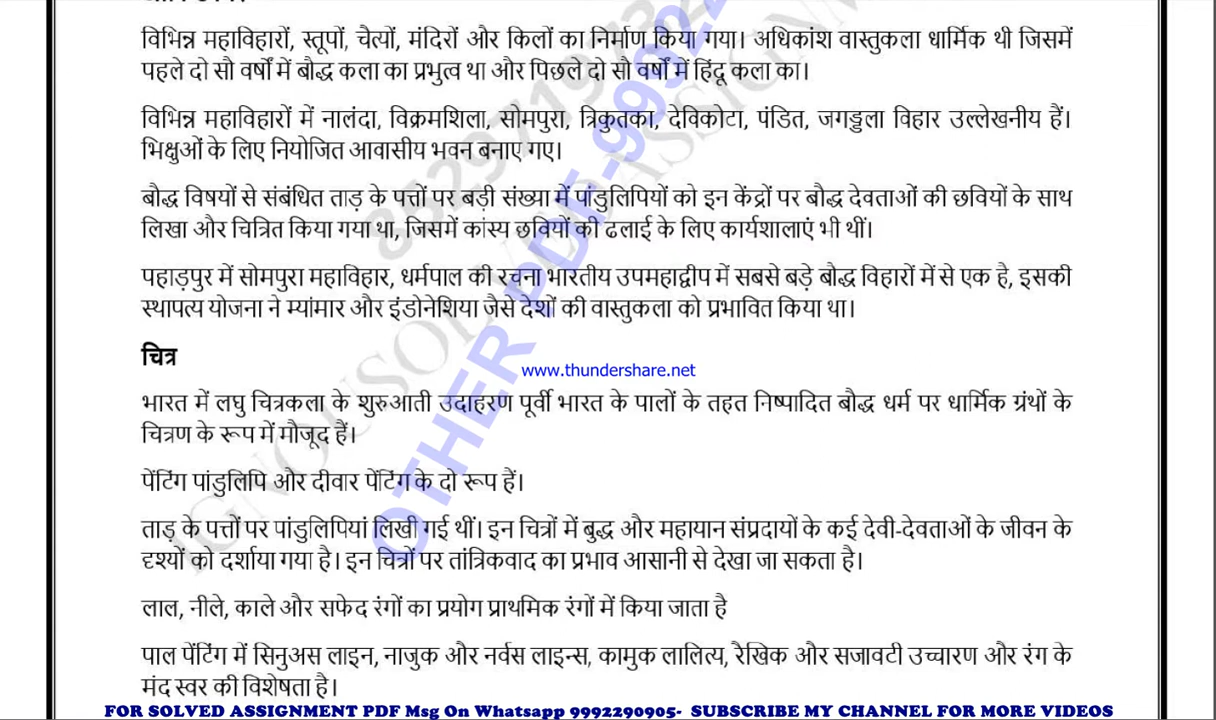 विभिन्न महाविहारों, स्तूपों, चैत्यों, मंदिरों और किलों का निर्माण किया गया। अधिकांश वास्तुकला धार्मिक थी जिसमें
पहले दो सौ वर्षों में बौद्ध कला का प्रभुत्व था और पिछले दो सौ वर्षों में हिंदू कला का।
विभिन्न महाविहारों में नालंदा, विक्रमशिला, सोमपुरा, त्रिकुतका, देविकोटा, पंडित, जगड्डला विहार उल्लेखनीय हैं।
भिक्षुओं के लिए नियोजित आवासीय भवन बनाए गए।
बौद्ध विषयों से संबंधित ताड़ के पत्तों पर बड़ी संख्या में पांडुलिपियों को इन केंद्रों पर बौद्ध देवताओं की छवियों के साथ
लिखा और चित्रित किया गया था, जिसमें कांस्य छवियों की ढलाई के लिए कार्यशालाएं भी थीं।
पहाड़पुर में सोमपुरा महाविहार, धर्मपाल की रचना भारतीय उपमहाद्वीप में सबसे बड़े बौद्ध विहारों में से एक है, इसकी
स्थापत्य योजना ने म्यांमार और इंडोनेशिया जैसे देशों की वास्तुकला को प्रभावित किया था।
चित्र
www.thundershare.net
भारत में लघु चित्रकला के शुरुआती उदाहरण पूर्वी भारत के पालों के तहत निष्पादित बौद्ध धर्म पर धार्मिक ग्रंथों के
चित्रण के रूप में मौजूद हैं।
पेंटिंग पांडुलिपि और दीवार पेंटिंग के दो रूप हैं।
ताड़ के पत्तों पर पांडुलिपियां लिखी गई थीं। इन चित्रों में बुद्ध और महायान संप्रदायों के कई देवी-देवताओं के जीवन के
दृश्यों को दर्शाया गया है। इन चित्रों पर तांत्रिकवाद का प्रभाव आसानी से देखा जा सकता है।
लाल, नीले, काले और सफेद रंगों का प्रयोग प्राथमिक रंगों में किया जाता है
पाल पेंटिंग में सिनुअस लाइन, नाजुक और नर्वस लाइन्स, कामुक लालित्य, रैखिक और सजावटी उच्चारण और रंग के
मंद स्वर की विशेषता है।
FOR SOLVED ASSIGNMENT PDF Msg On Whatsapp 9992290905- SUBSCRIBE MY CHANNEL FOR MORE VIDEOS
OTHER PDF-9992